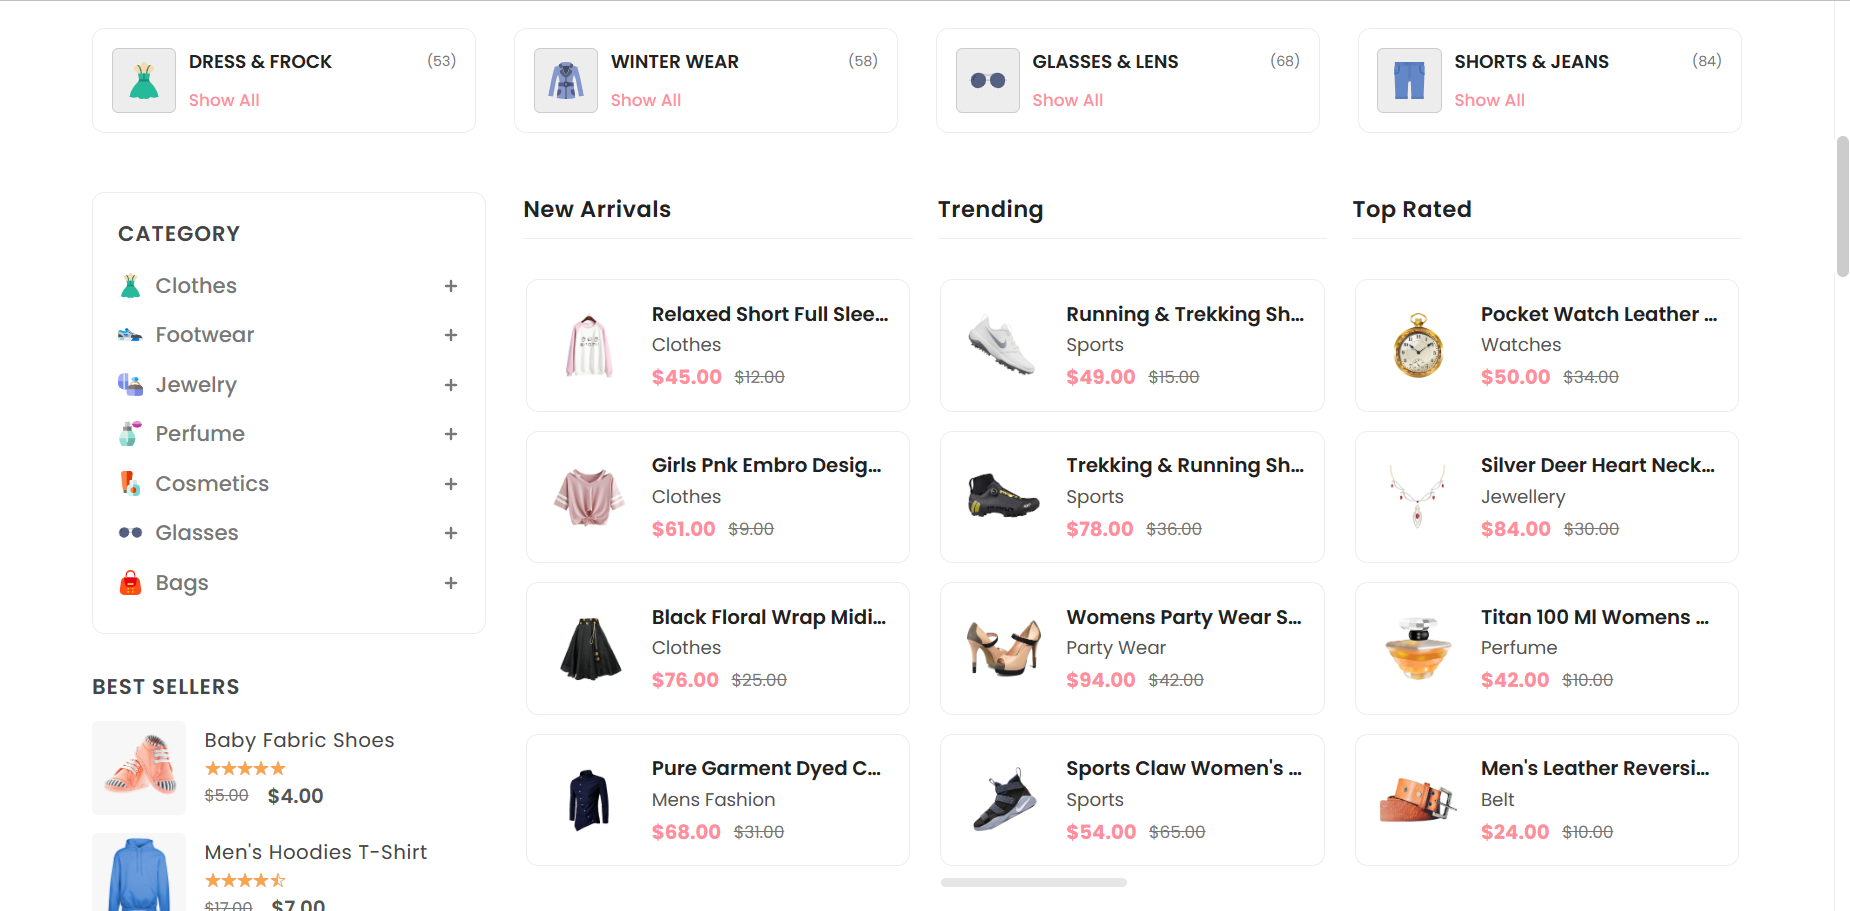 DRESS & FROCK (53)
Show All
WINTER WEAR (58)
Show All
GLASSES & LENS (68)
Show All
SHORTS & JEANS (84)
Show All
CATEGORY
Clothes +
Footwear +
Jewelry +
Perfume +
Cosmetics +
Glasses +
Bags +
BEST SELLERS
Baby Fabric Shoes
$5.00 $4.00
Men's Hoodies T-Shirt
$17.00 $7.00
New Arrivals
Relaxed Short Full Slee...
Clothes
$45.00 $12.00
Girls Pnk Embro Desig...
Clothes
$61.00 $9.00
Black Floral Wrap Midi...
Clothes
$76.00 $25.00
Pure Garment Dyed C...
Mens Fashion
$68.00 $31.00
Trending
Running & Trekking Sh...
Sports
$49.00 $15.00
Trekking & Running Sh...
Sports
$78.00 $36.00
Womens Party Wear S...
Party Wear
$94.00 $42.00
Sports Claw Women's ...
Sports
$54.00 $65.00
Top Rated
Pocket Watch Leather ...
Watches
$50.00 $34.00
Silver Deer Heart Neck...
Jewellery
$84.00 $30.00
Titan 100 Ml Womens ...
Perfume
$42.00 $10.00
Men's Leather Reversi...
Belt
$24.00 $10.00